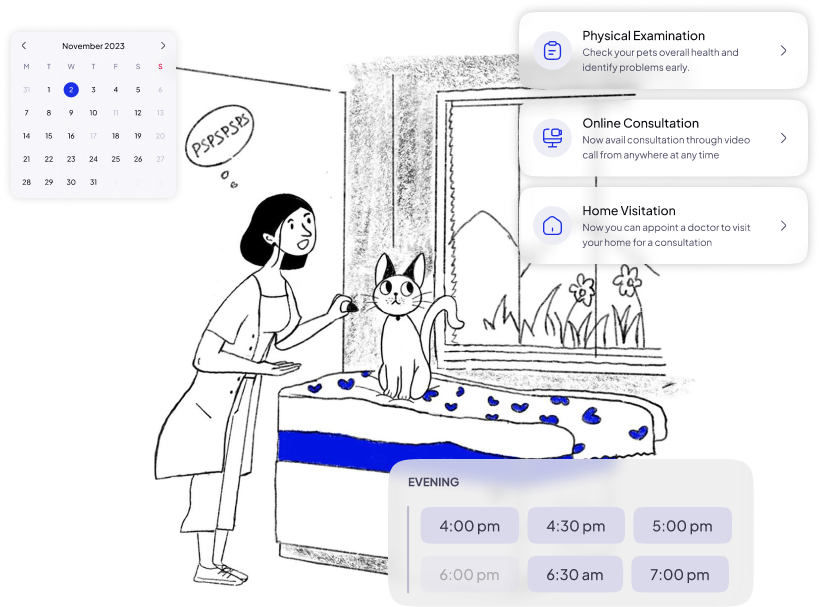 November 2023
M T W T F S S
31 1 2 3 4 5 6
7 8 9 10 11 12 13
14 15 16 17 18 19 20
21 22 23 24 25 26 27
28 29 30 31
PSPSPSPS
Physical Examination
Check your pets overall health and
identify problems early.
Online Consultation
Now avail consultation through video
call from anywhere at any time
Home Visitation
Now you can appoint a doctor to visit
your home for a consultation
EVENING
4:00 pm 4:30 pm 5:00 pm
6:00 pm 6:30 am 7:00 pm